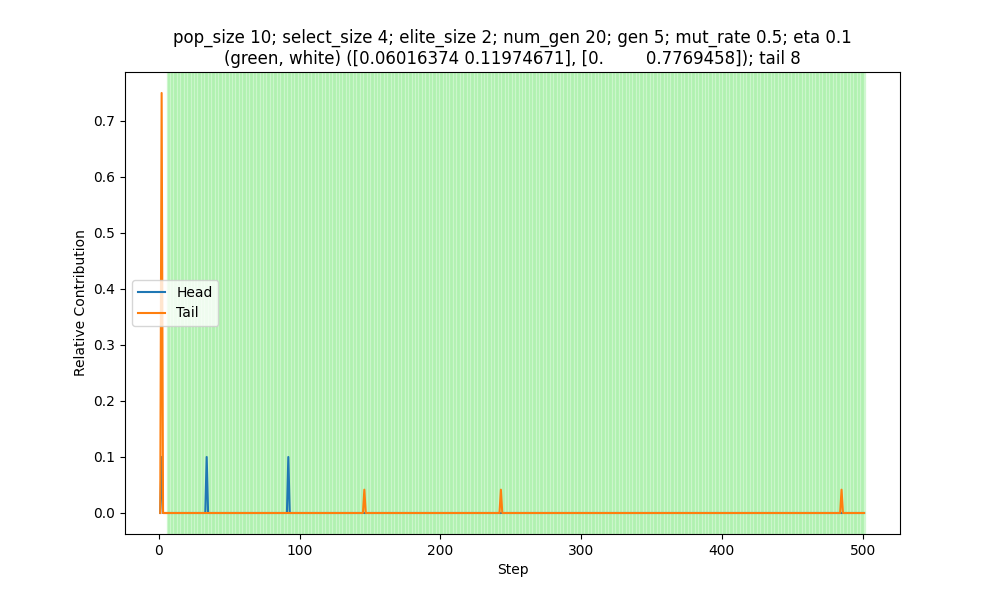 pop_size 10; select_size 4; elite_size 2; num_gen 20; gen 5; mut_rate 0.5; eta 0.1
(green, white) ([0.06016374 0.11974671], [0.        0.7769458]); tail 8
Relative Contribution
0.7
0.6
0.5
0.4
0.3
0.2
0.1
0.0
Head
Tail
0 100 200 300 400 500
Step